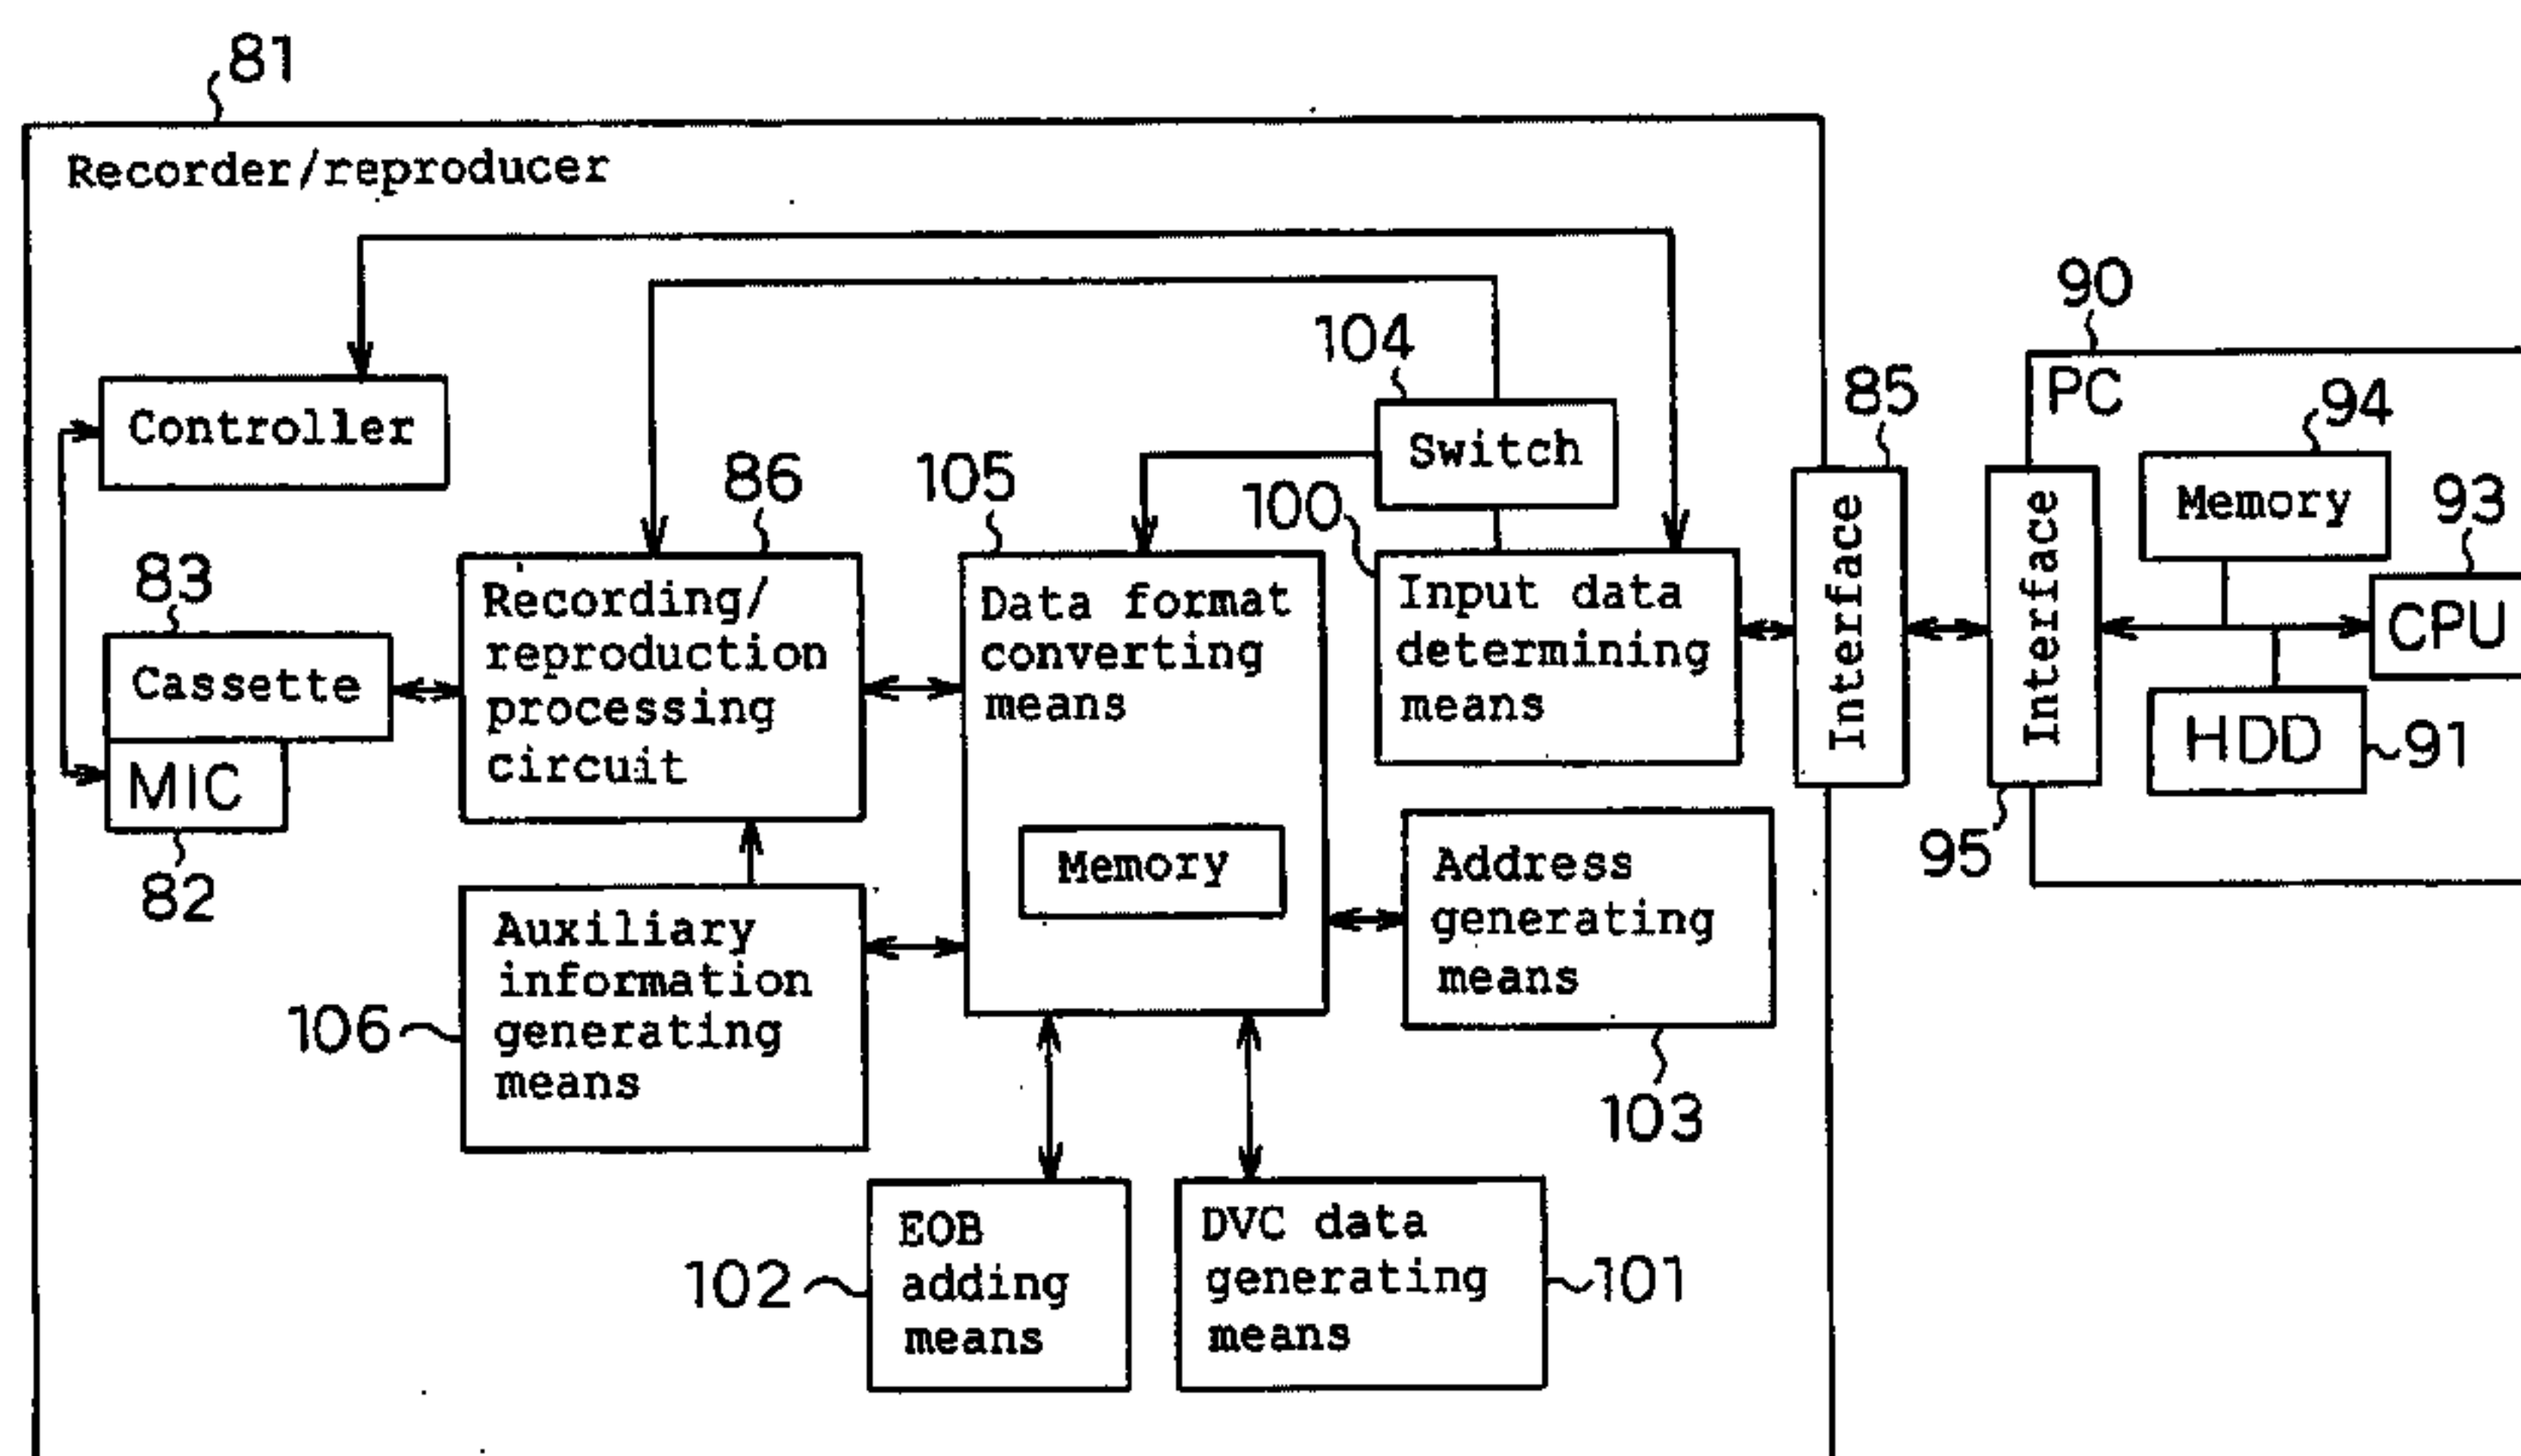 81
Recorder/reproducer
90
104
Switch
85
PC
94
Memory
93
CPU
Controller
86
105
100
83
Cassette
MIC
82
Recording/
reproduction
processing
circuit
Data format
converting
means
Memory
Input data
determining
means
Interface
Interface
95
HDD
91
Auxiliary
information
generating
means
106
Address
generating
means
103
EOB
adding
means
102
DVC data
generating
means
101